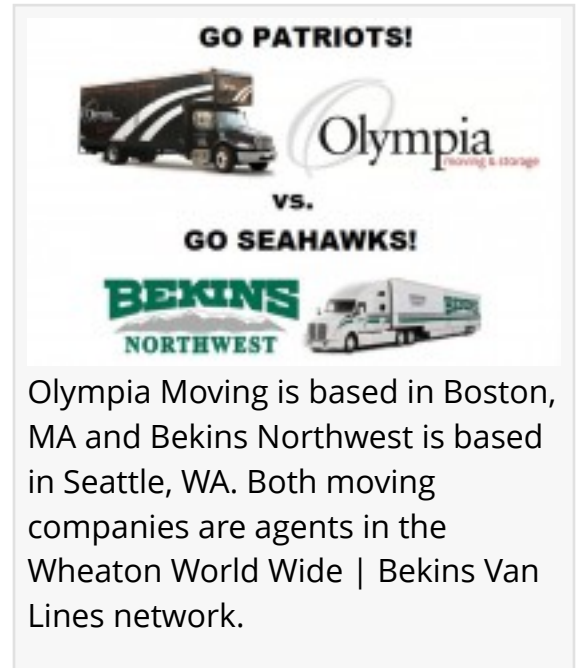 GO PATRIOTS!
Olympia
moving & storage
vs.
GO SEAHAWKS!
BEKINS
NORTHWEST
BEKINS
Olympia Moving is based in Boston,
MA and Bekins Northwest is based
in Seattle, WA. Both moving
companies are agents in the
Wheaton World Wide | Bekins Van
Lines network.